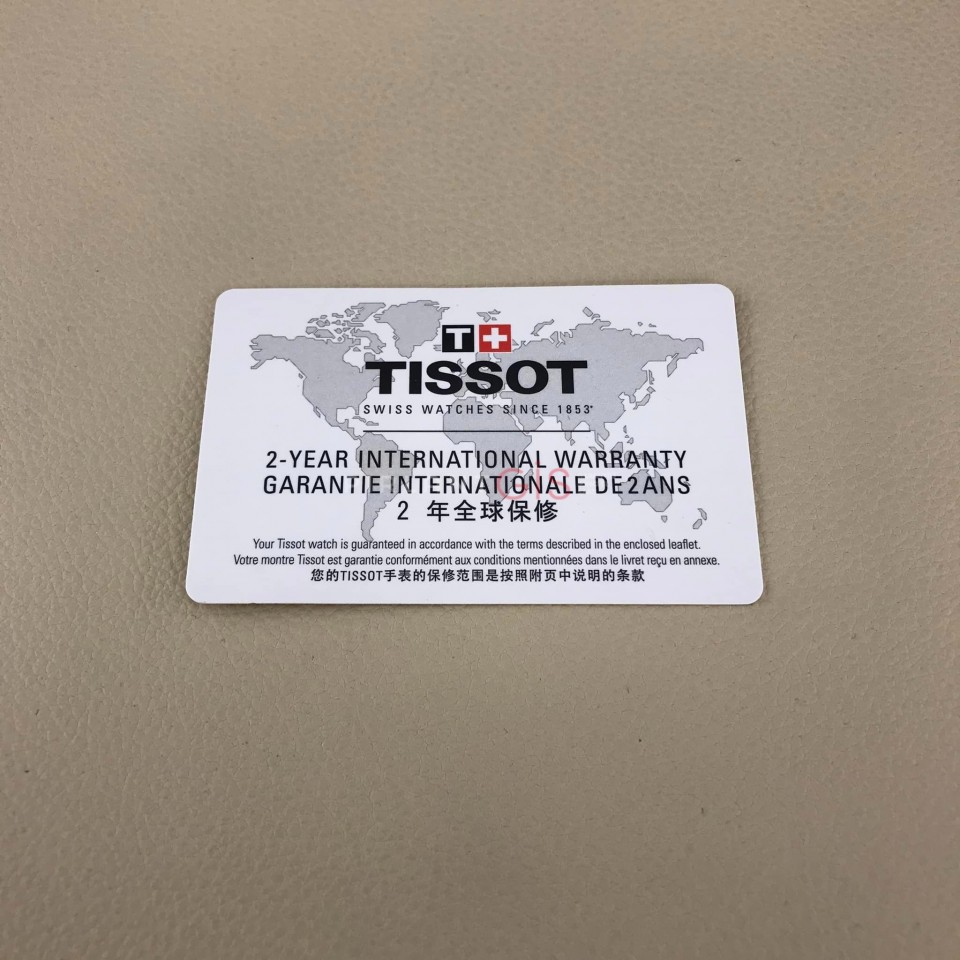 T+
TISSOT
SWISS WATCHES SINCE 1853*
2-YEAR INTERNATIONAL WARRANTY
GARANTIE INTERNATIONALE DE2ANS
2 年全球保修
Your Tissot watch is guaranteed in accordance with the terms described in the enclosed leaflet.
Votre montre Tissot est garantie conformément aux conditions mentionnées dans le livret reçu en annexe.
您的TISSOT手表的保修范围是按照附页中说明的条款